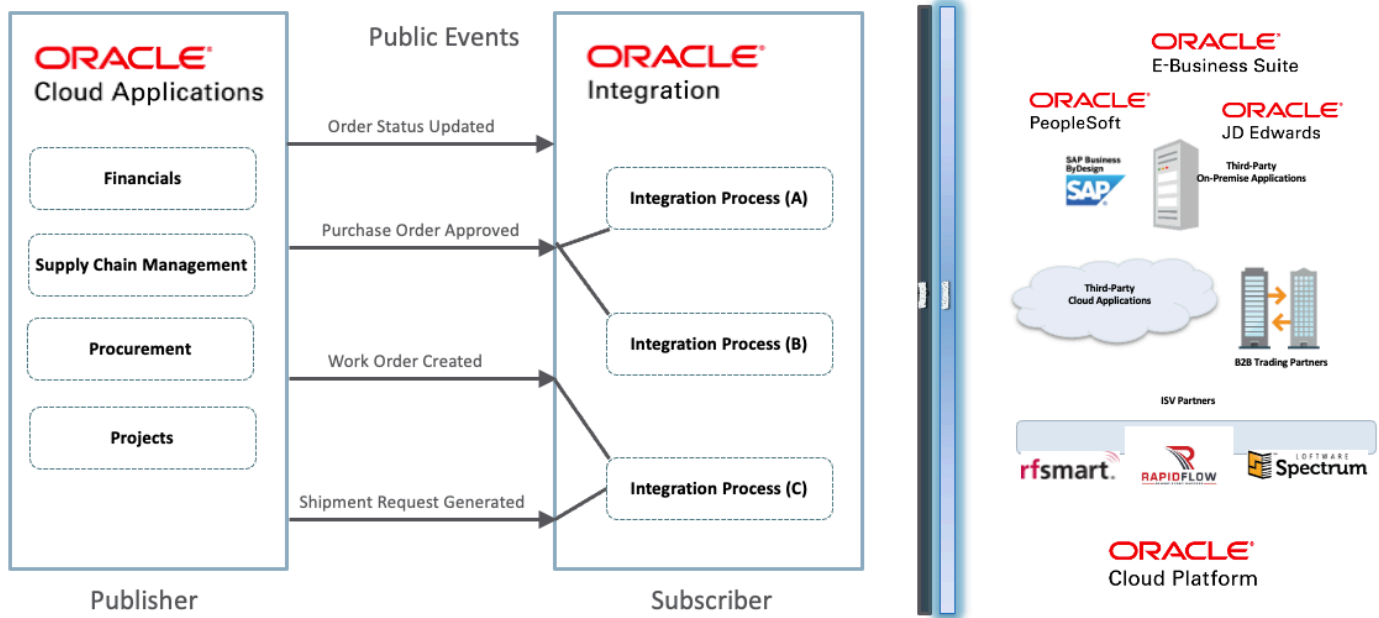 Public Events
ORACLE
Cloud Applications
Financials
Supply Chain Management
Procurement
Projects
Publisher
Order Status Updated
Purchase Order Approved
Work Order Created
Shipment Request Generated
ORACLE
Integration
Integration Process (A)
Integration Process (B)
Integration Process (C)
Subscriber
ORACLE
E-Business Suite
ORACLE
PeopleSoft
ORACLE
JD Edwards
SAP Business
ByDesign
SAP
Third-Party
On-Premise Applications
Third-Party
Cloud Applications
B2B Trading Partners
ISV Partners
rfsmart.
RAPIDFLOW
LOFTWARE
Spectrum
ORACLE
Cloud Platform